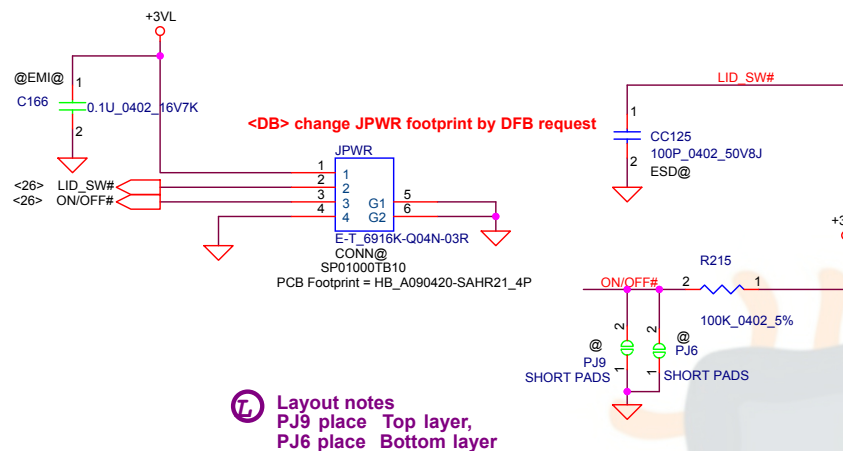 +3VL
@EMI@
1
C166
0.1U_0402_16V7K
2
<DB> change JPWR footprint by DFB request
JPWR
1
1
<26>
LID_SW#
2
2
<26>
ON/OFF#
3
3
G1
5
4
4
G2
6
E-T_6916K-Q04N-03R
CONN@
SP01000TB10
PCB Footprint = HB_A090420-SAHR21_4P
LID_SW#
1
CC125
100P_0402_50V8J
2
ESD@
R215
ON/OFF#
2
1
100K_0402_5%
2
2
@
PJ9
1
SHORT PADS
@
PJ6
1
SHORT PADS
L
Layout notes
PJ9 place Top layer,
PJ6 place Bottom layer